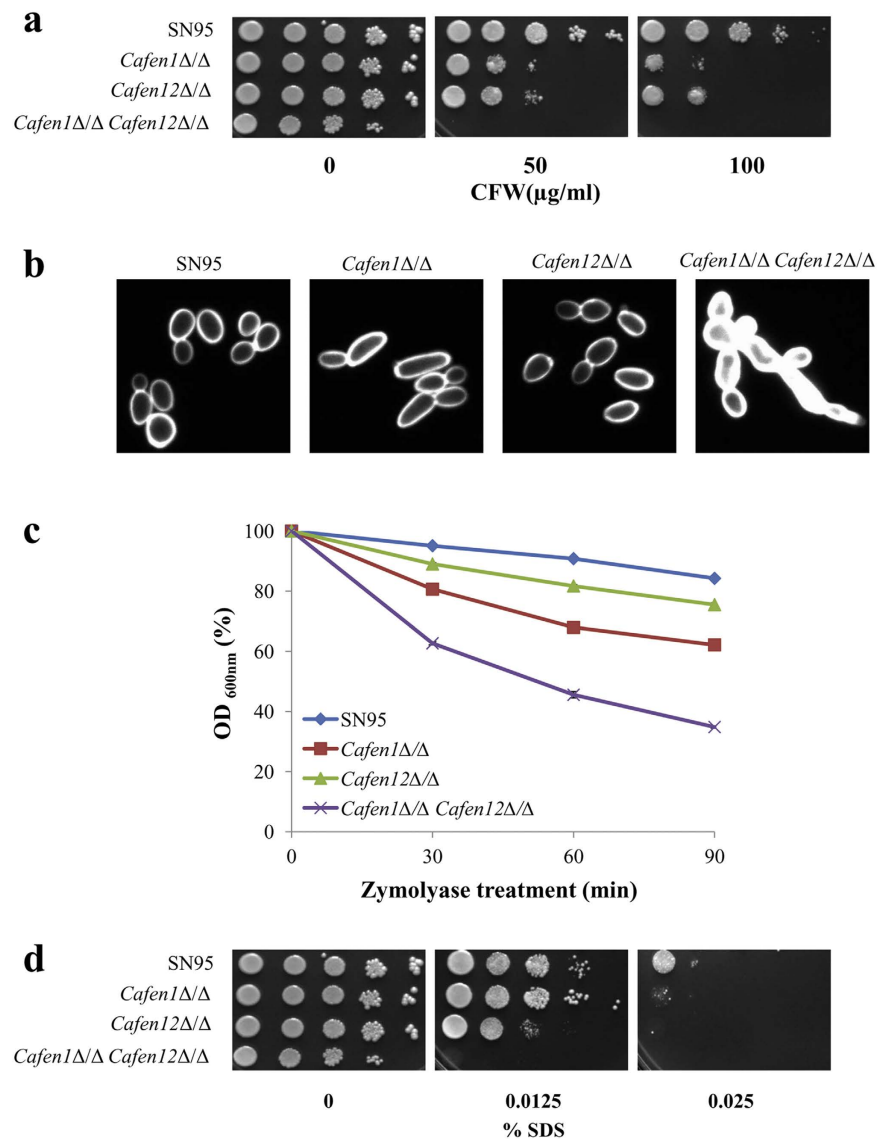 a
SN95
Cafen1Δ/Δ
Cafen12Δ/Δ
Cafen1Δ/Δ Cafen12Δ/Δ
0 50 100
CFW(μg/ml)
b
SN95 Cafen1Δ/Δ Cafen12Δ/Δ Cafen1Δ/Δ Cafen12Δ/Δ
c
100
80
60
40
20
0
OD 600nm (%)
SN95
Cafen1Δ/Δ
Cafen12Δ/Δ
Cafen1Δ/Δ Cafen12Δ/Δ
0 30 60 90
Zymolyase treatment (min)
d
SN95
Cafen1Δ/Δ
Cafen12Δ/Δ
Cafen1Δ/Δ Cafen12Δ/Δ
0 0.0125 0.025
% SDS